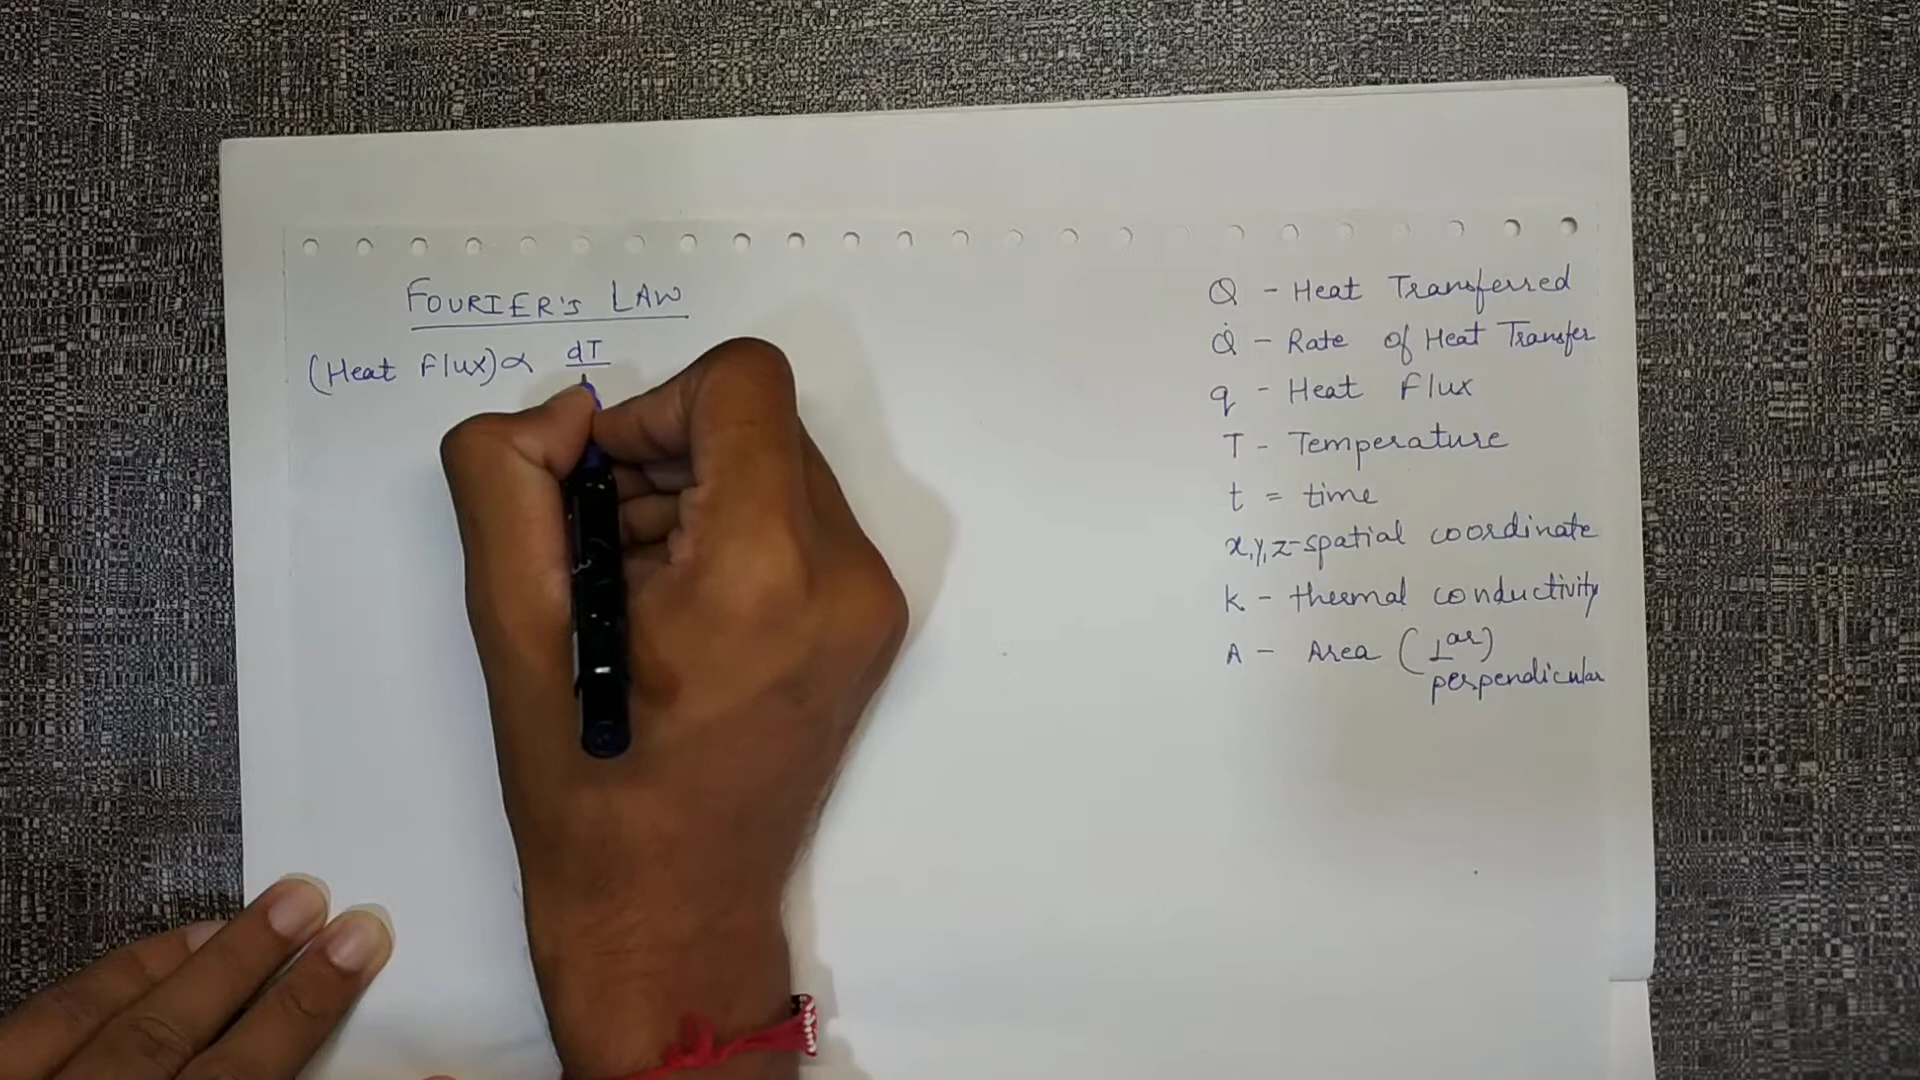 FOURIER'S LAW
(Heat Flux) ∝ dT
Q - Heat Transferred
Q̇ - Rate of Heat Transfer
q - Heat Flux
T - Temperature
t = time
x,y,z-spatial coordinate
K - thermal conductivity
A - Area (⊥ar)
perpendicular